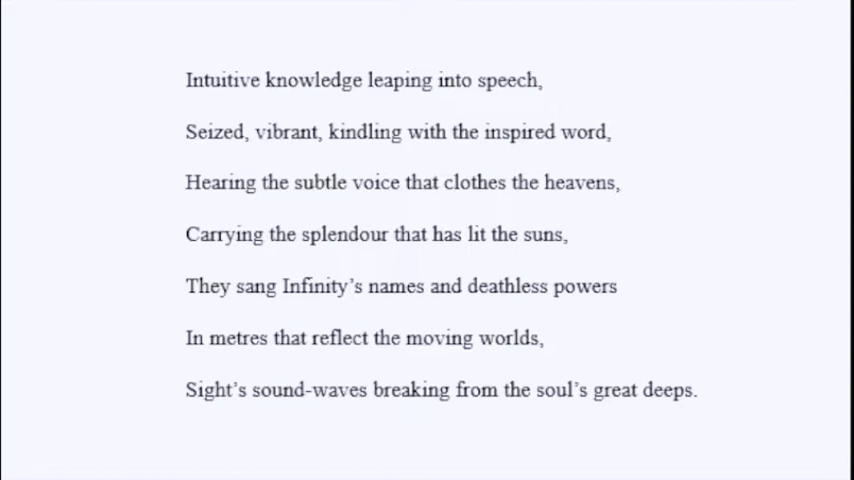 Intuitive knowledge leaping into speech,
Seized, vibrant, kindling with the inspired word,
Hearing the subtle voice that clothes the heavens,
Carrying the splendour that has lit the suns,
They sang Infinity’s names and deathless powers
In metres that reflect the moving worlds,
Sight’s sound-waves breaking from the soul’s great deeps.